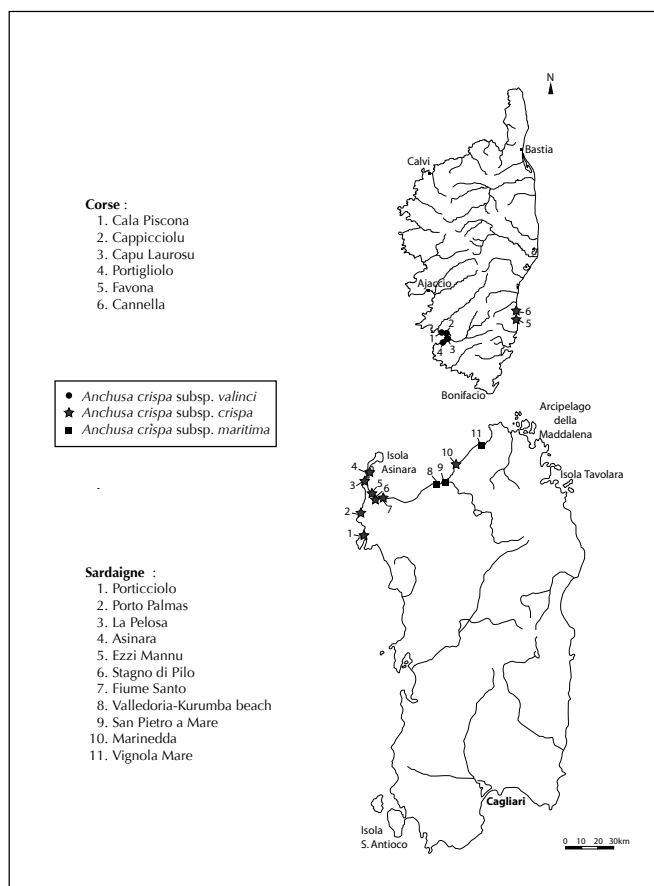 N
Bastia
Calvi
Corse :
1. Cala Piscona
2. Cappicciolu
3. Capu Laurosu
4. Portigliolo
5. Favona
6. Cannella
Ajaccio
6
5
2
1
3
4
Bonifacio
Anchusa crispa subsp. valinci
Anchusa crispa subsp. crispa
Anchusa crispa subsp. maritima
Arcipelago
della
Maddalena
11
Isola
Asinara
10
Isola Tavolara
4
3
9
8
5
6
7
2
1
Sardaigne :
1. Porticciolo
2. Porto Palmas
3. La Pelosa
4. Asinara
5. Ezzi Mannu
6. Stagno di Pilo
7. Fiume Santo
8. Valledoria-Kurumba beach
9. San Pietro a Mare
10. Marinedda
11. Vignola Mare
Cagliari
Isola
S. Antioco
0 10 20 30km